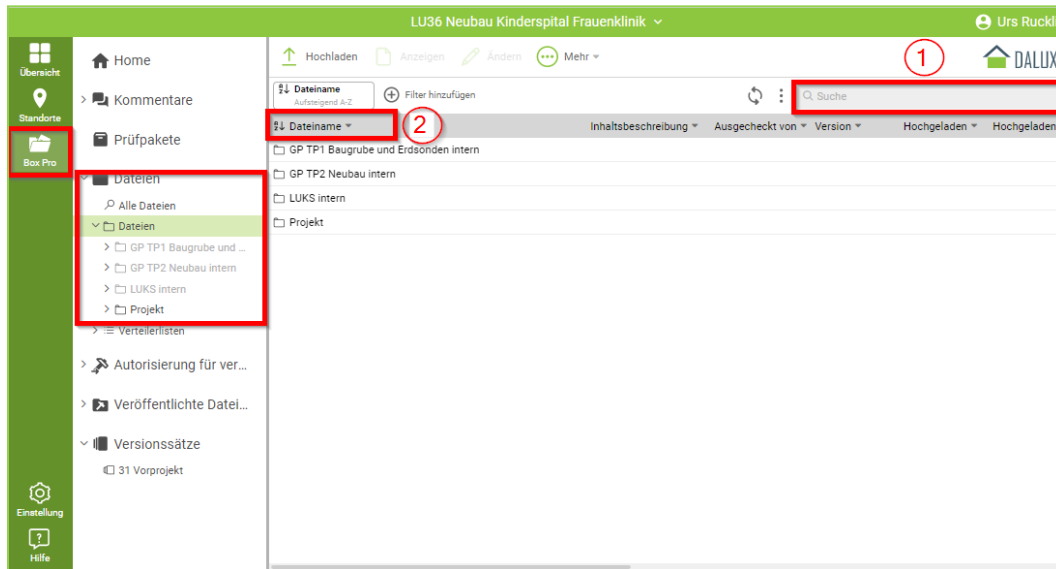 LU36 Neubau Kinderspital Frauenklinik
Urs Ruckli
Übersicht
Standorte
Box Pro
Einstellung
Hilfe
Home
Kommentare
Prüfpakete
Dateien
Alle Dateien
Dateien
GP TP1 Baugrube und ...
GP TP2 Neubau intern
LUKS intern
Projekt
Verteilerlisten
Autorisierung für ver...
Veröffentlichte Datei...
Versionssätze
31 Vorprojekt
Hochladen Anzeigen Ändern Mehr
1
DALUX
Dateiname
Aufsteigend A-Z
Filter hinzufügen
Suche
Dateiname 2 Inhaltsbeschreibung Ausgecheckt von Version Hochgeladen Hochgeladen
GP TP1 Baugrube und Erdsonden intern
GP TP2 Neubau intern
LUKS intern
Projekt